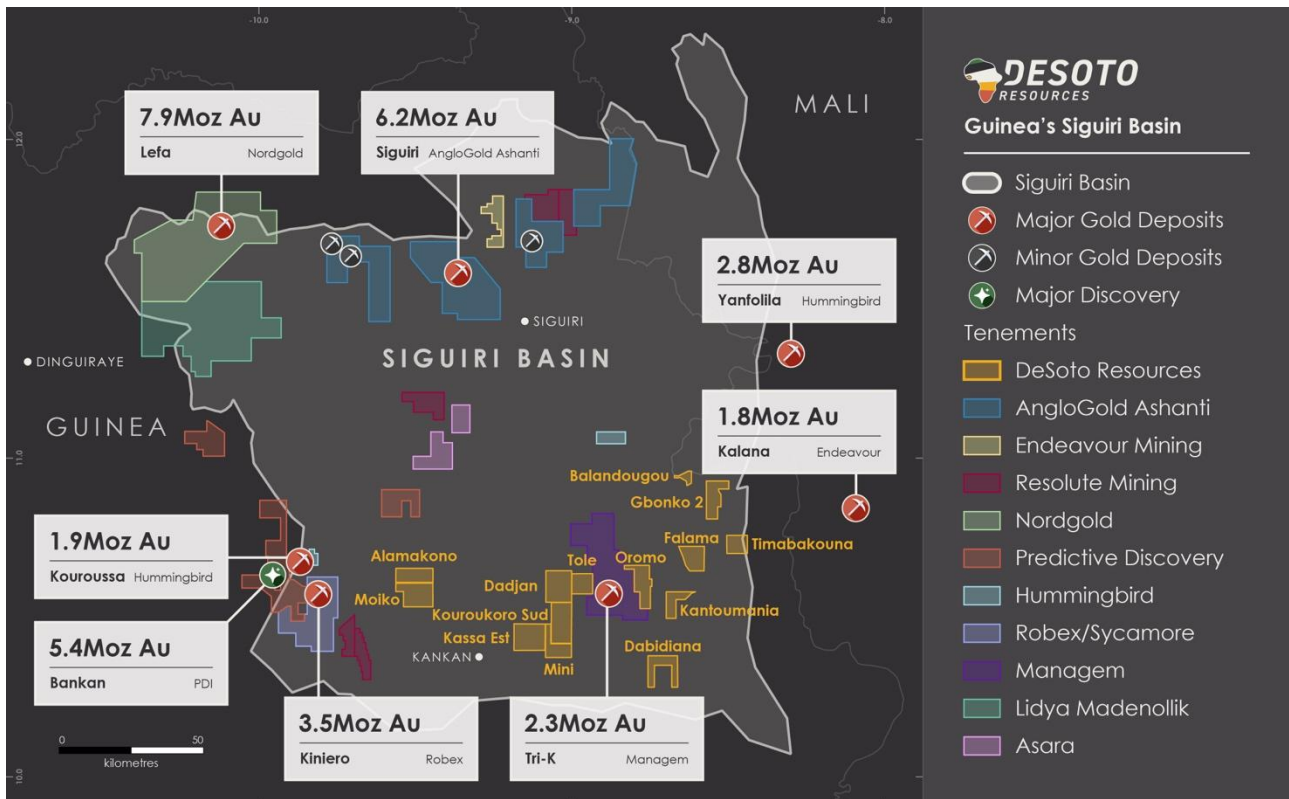 -10.0
-9.0
-8.0
12.0
11.0
10.0
MALI
7.9Moz Au
Lefa Nordgold
6.2Moz Au
Siguiri AngloGold Ashanti
2.8Moz Au
Yanfolila Hummingbird
SIGUIRI
SIGUIRI BASIN
DINGUIRAYE
GUINEA
1.8Moz Au
Kalana Endeavour
Balandougou
Gbonko 2
Falama
Timabakouna
1.9Moz Au
Kouroussa Hummingbird
Alamakono
Tole
Oromo
Dadjan
Moiko
Kouroukoro Sud
Kantoumania
Kassa Est
5.4Moz Au
Bankan PDI
KANKAN
Mini
Dabidiana
3.5Moz Au
Kiniero Robex
2.3Moz Au
Tri-K Managem
0 50
kilometres
DESOTO
RESOURCES
Guinea's Siguiri Basin
Siguiri Basin
Major Gold Deposits
Minor Gold Deposits
Major Discovery
Tenements
DeSoto Resources
AngloGold Ashanti
Endeavour Mining
Resolute Mining
Nordgold
Predictive Discovery
Hummingbird
Robex/Sycamore
Managem
Lidya Madenollik
Asara